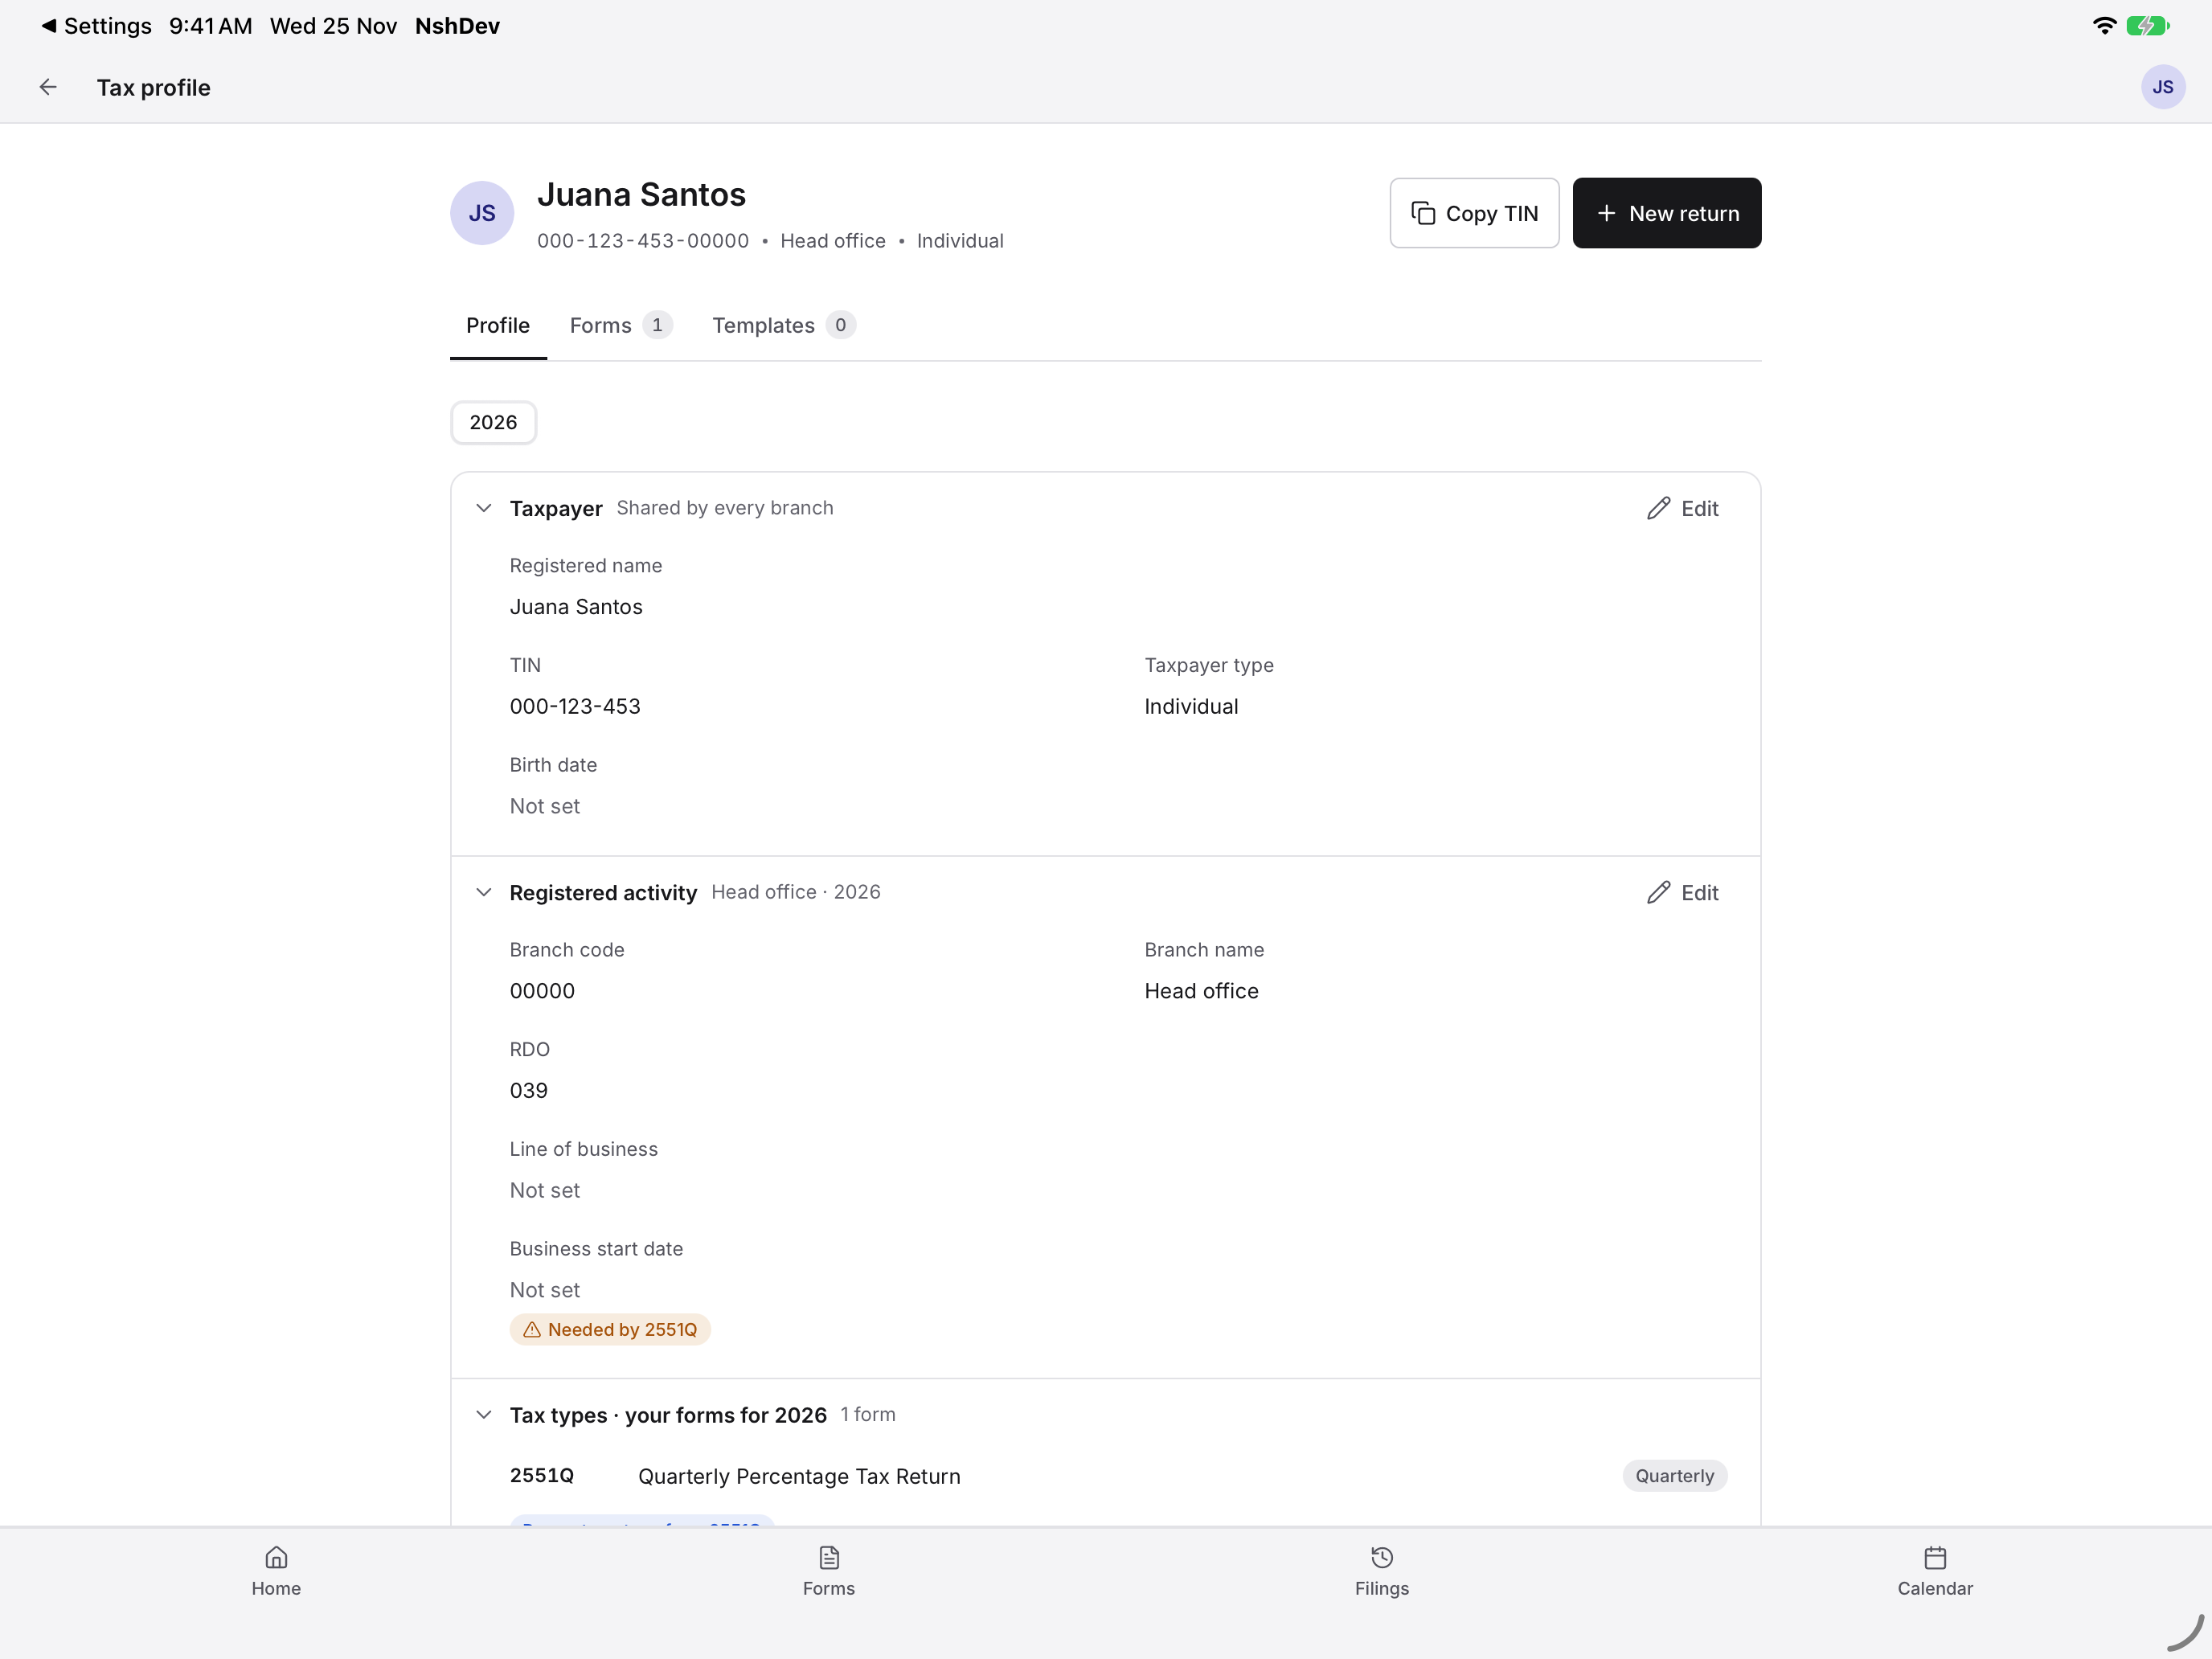 Settings 9:41 AM Wed 25 Nov NshDev
Tax profile JS
JS Juana Santos
000-123-453-00000 • Head office • Individual
Copy TIN
New return
Profile Forms 1 Templates 0
2026
Taxpayer Shared by every branch Edit
Registered name
Juana Santos
TIN Taxpayer type
000-123-453 Individual
Birth date
Not set
Registered activity Head office · 2026 Edit
Branch code Branch name
00000 Head office
RDO
039
Line of business
Not set
Business start date
Not set
Needed by 2551Q
Tax types · your forms for 2026 1 form
2551Q Quarterly Percentage Tax Return Quarterly
Home Forms Filings Calendar